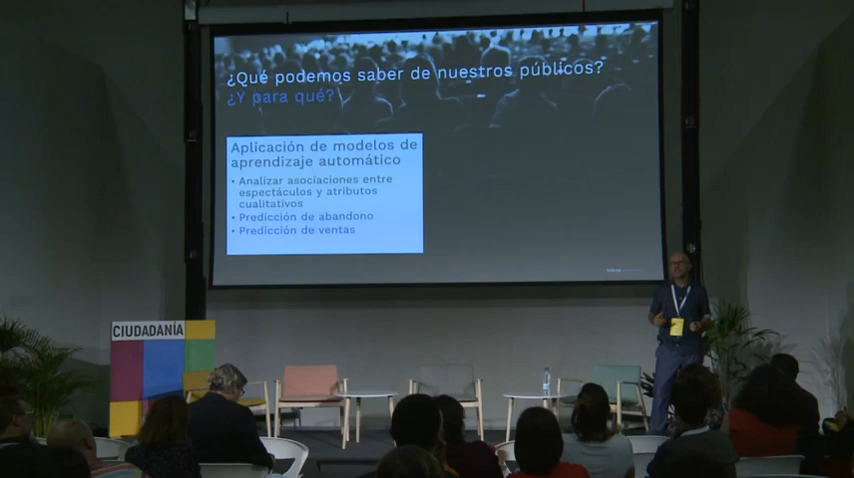 ¿Qué podemos saber de nuestros públicos?
¿Y para qué?
Aplicación de modelos de
aprendizaje automático
• Analizar asociaciones entre
espectáculos y atributos
cualitativos
• Predicción de abandono
• Predicción de ventas
CIUDADANÍA